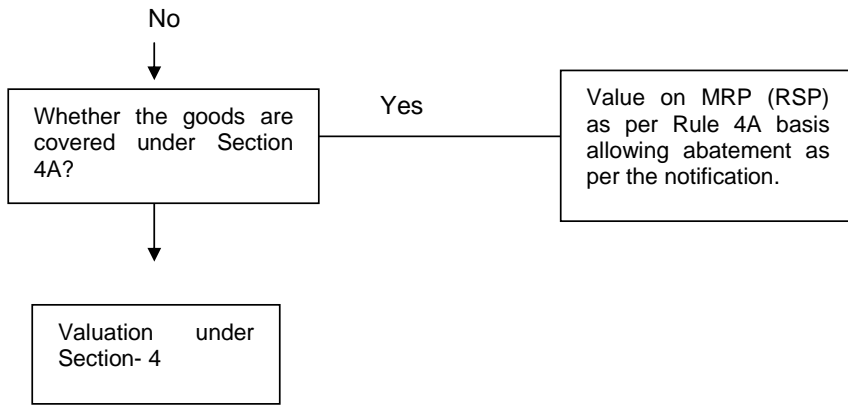 No
Whether the goods are
covered under Section
4A?
Yes
Value on MRP (RSP)
as per Rule 4A basis
allowing abatement as
per the notification.
Valuation under
Section- 4